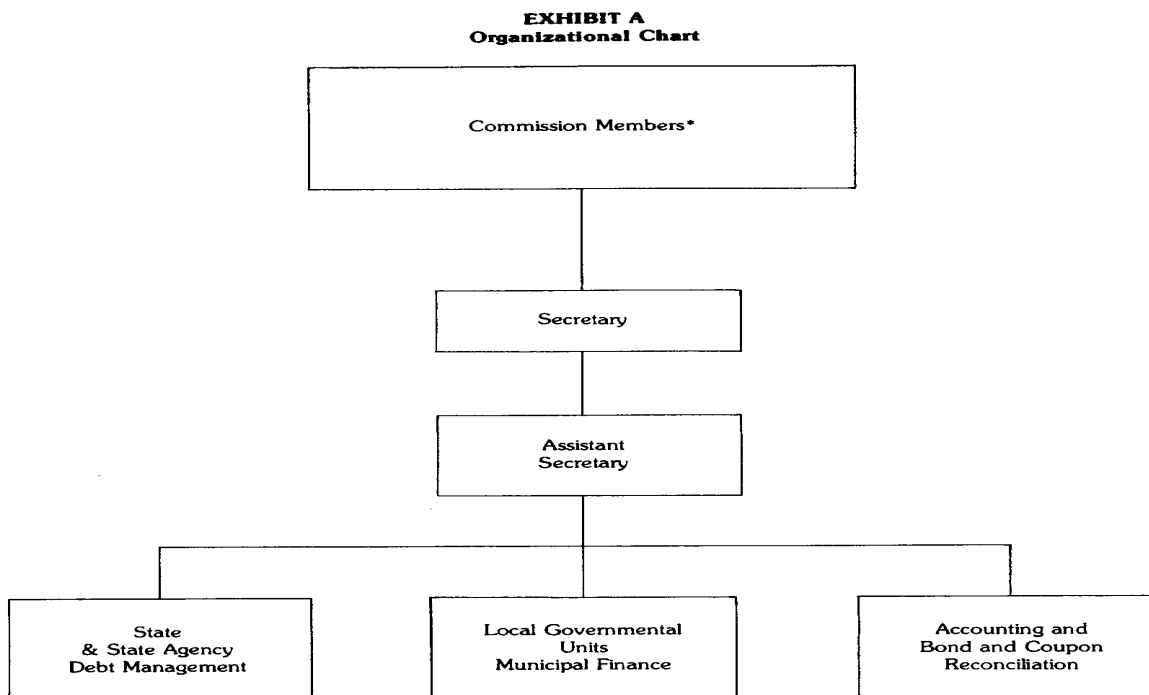 EXHIBIT A
Organizational Chart
Commission Members*
Secretary
Assistant
Secretary
State
& State Agency
Debt Management
Local Governmental
Units
Municipal Finance
Accounting and
Bond and Coupon
Reconciliation